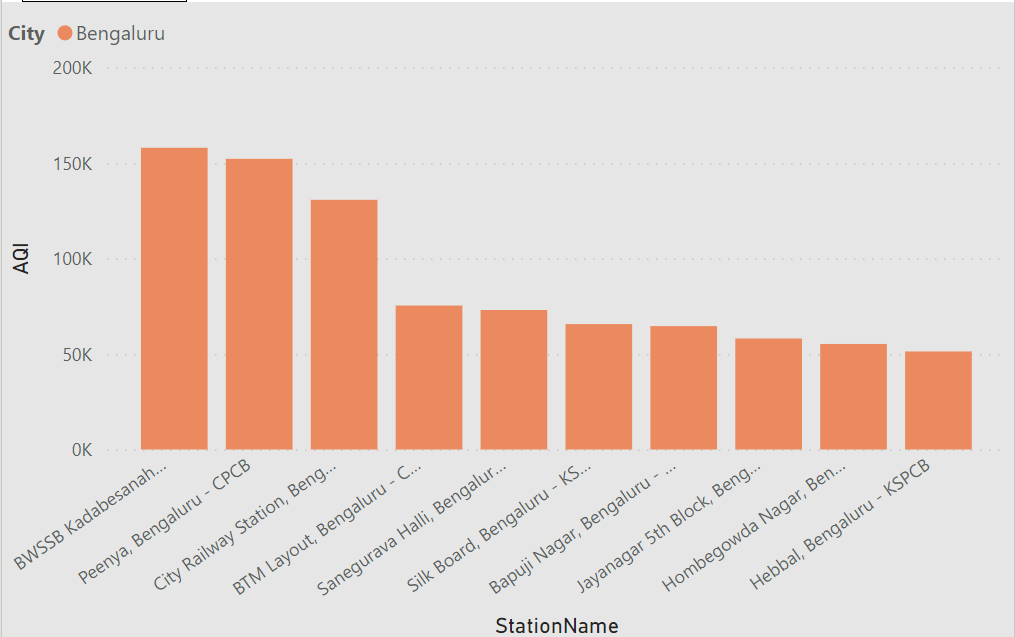 City Bengaluru
200K
150K
100K
50K
0K
AQI
BWSSB Kadabesanah...
Peenya, Bengaluru - CPCB
City Railway Station, Beng...
BTM Layout, Bengaluru - C...
Sanegurava Halli, Bengalur...
Silk Board, Bengaluru - KS...
Bapuji Nagar, Bengaluru - ...
Jayanagar 5th Block, Beng...
Hombegowda Nagar, Ben...
Hebbal, Bengaluru - KSPCB
StationName